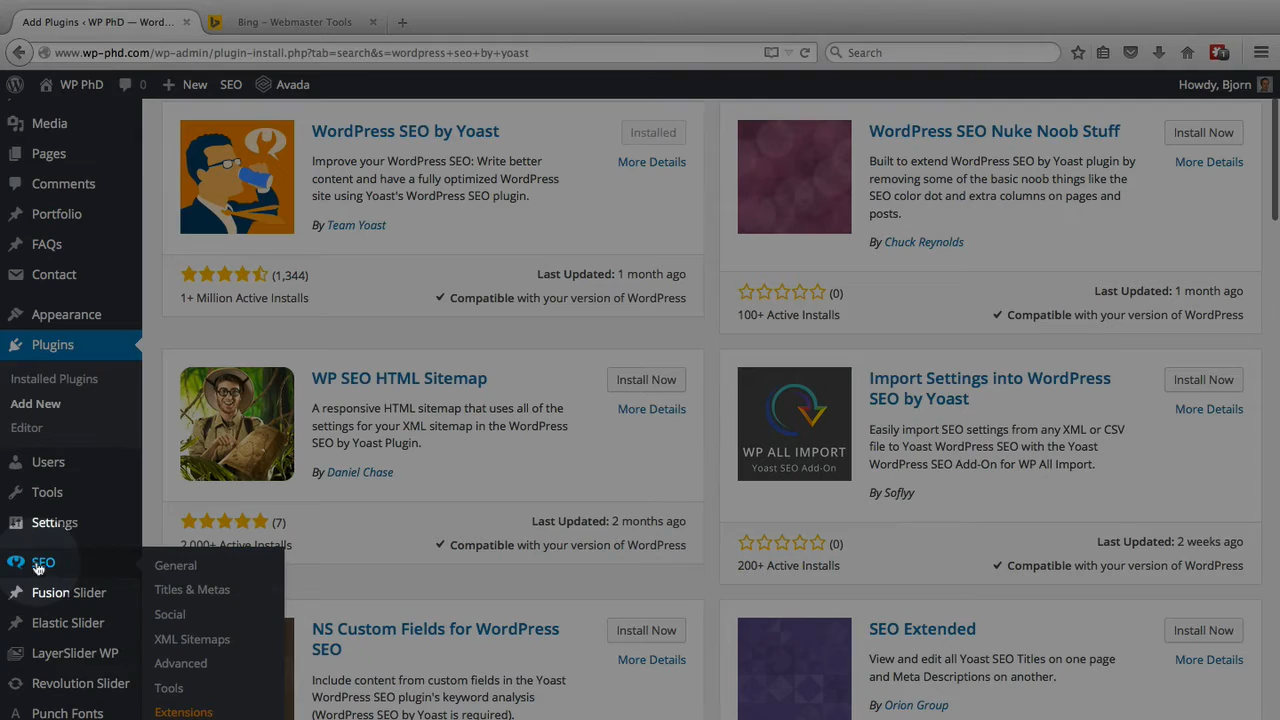 Add Plugins ‹ WP PhD — Word...
Bing – Webmaster Tools
www.wp-phd.com/wp-admin/plugin-install.php?tab=search&s=wordpress+seo+by+yoast
Search
1
WP PhD
0
New
SEO
Avada
Howdy, Bjorn
Media
Pages
Comments
Portfolio
FAQs
Contact
Appearance
Plugins
Installed Plugins
Add New
Editor
Users
Tools
Settings
SEO
Fusion Slider
Elastic Slider
LayerSlider WP
Revolution Slider
Punch Fonts
General
Titles & Metas
Social
XML Sitemaps
Advanced
Tools
Extensions
WordPress SEO by Yoast
Installed
More Details
Improve your WordPress SEO: Write better
content and have a fully optimized WordPress
site using Yoast's WordPress SEO plugin.
By Team Yoast
(1,344)
Last Updated: 1 month ago
1+ Million Active Installs
Compatible with your version of WordPress
WordPress SEO Nuke Noob Stuff
Install Now
More Details
Built to extend WordPress SEO by Yoast plugin by
removing some of the basic noob things like the
SEO color dot and extra columns on pages and
posts.
By Chuck Reynolds
(0)
Last Updated: 1 month ago
100+ Active Installs
Compatible with your version of WordPress
WP SEO HTML Sitemap
Install Now
More Details
A responsive HTML sitemap that uses all of the
settings for your XML sitemap in the WordPress
SEO by Yoast Plugin.
By Daniel Chase
(7)
Last Updated: 2 months ago
2,000+ Active Installs
Compatible with your version of WordPress
WP ALL IMPORT
Yoast SEO Add-On
Import Settings into WordPress
SEO by Yoast
Install Now
More Details
Easily import SEO settings from any XML or CSV
file to Yoast WordPress SEO with the Yoast
WordPress SEO Add-On for WP All Import.
By Soflyy
(0)
Last Updated: 2 weeks ago
200+ Active Installs
Compatible with your version of WordPress
NS Custom Fields for WordPress
SEO
Install Now
More Details
Include content from custom fields in the Yoast
WordPress SEO plugin's keyword analysis
(WordPress SEO by Yoast is required).
SEO Extended
Install Now
More Details
View and edit all Yoast SEO Titles on one page
and Meta Descriptions on another.
By Orion Group